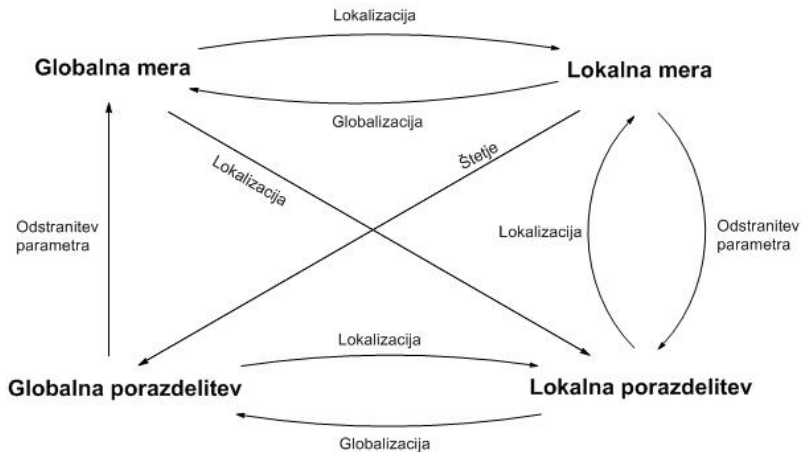 Lokalizacija
Globalna mera
Lokalna mera
Globalizacija
Lokalizacija
Štetje
Odstranitev
parametra
Lokalizacija
Odstranitev
parametra
Lokalizacija
Globalna porazdelitev
Lokalna porazdelitev
Globalizacija